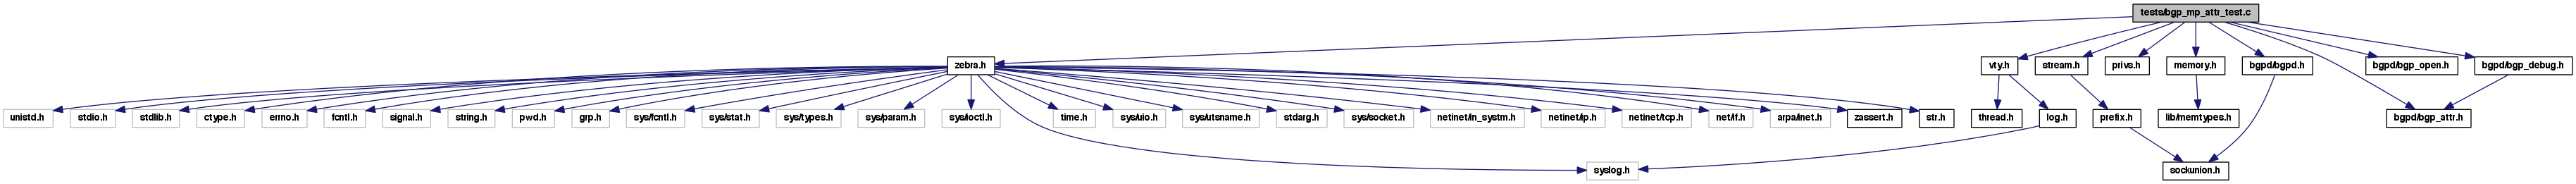 tests/bgp_mp_attr_test.c
zebra.h
vty.h
stream.h
privs.h
memory.h
bgpd/bgpd.h
bgpd/bgp_open.h
bgpd/bgp_debug.h
unistd.h
stdio.h
stdlib.h
ctype.h
errno.h
fcntl.h
signal.h
string.h
pwd.h
grp.h
sys/fcntl.h
sys/stat.h
sys/types.h
sys/param.h
sys/ioctl.h
time.h
sys/uio.h
sys/utsname.h
stdarg.h
sys/socket.h
netinet/in_systm.h
netinet/ip.h
netinet/tcp.h
net/if.h
arpa/inet.h
zassert.h
str.h
thread.h
log.h
prefix.h
lib/memtypes.h
bgpd/bgp_attr.h
syslog.h
sockunion.h